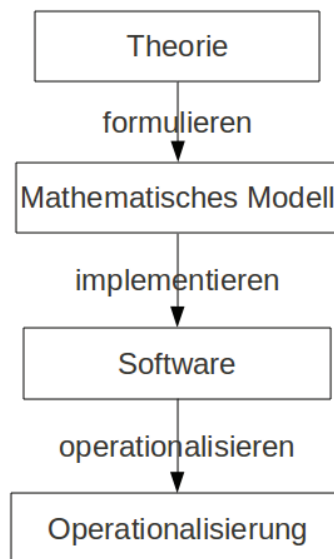 Theorie
formulieren
Mathematisches Modell
implementieren
Software
operationalisieren
Operationalisierung